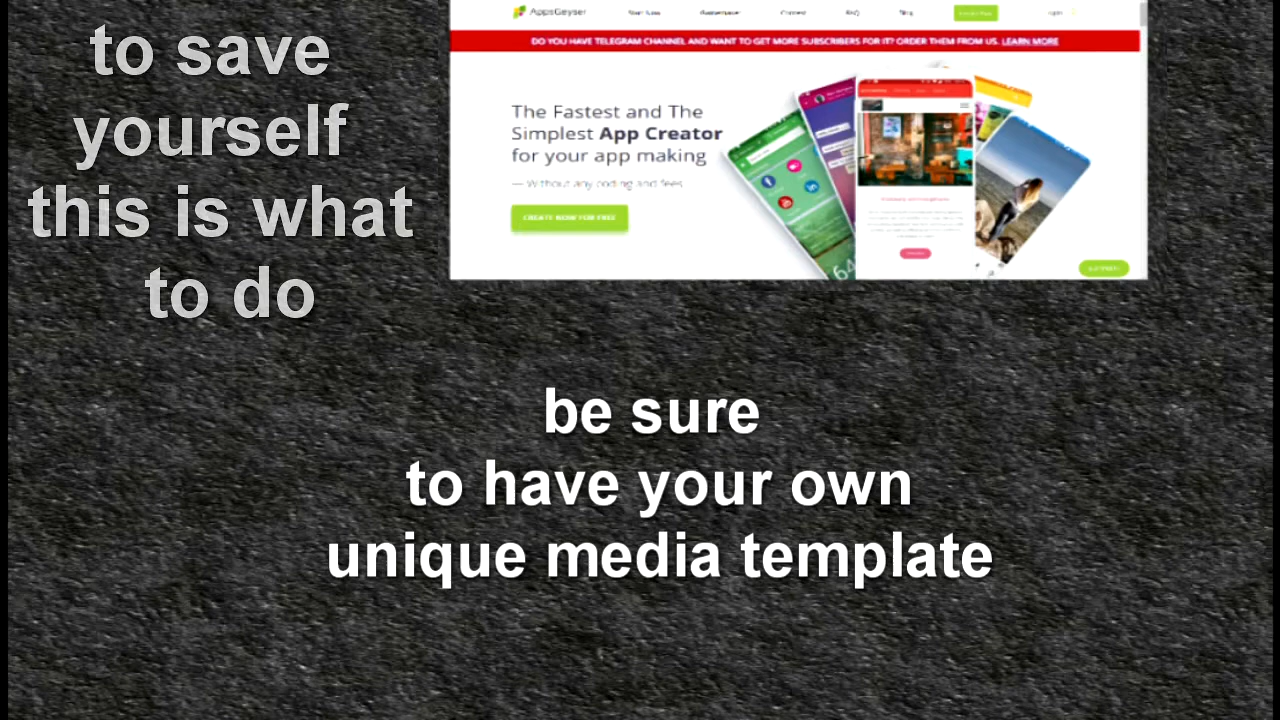 to save
yourself
this is what
to do
AppsGeyser
FAQ
Blog
DO YOU HAVE TELEGRAM CHANNEL AND WANT TO GET MORE SUBSCRIBERS FOR IT? ORDER THEM FROM US. LEARN MORE
The Fastest and The
Simplest App Creator
for your app making
— Without any coding and fees
CREATE NOW FOR FREE
be sure
to have your own
unique media template